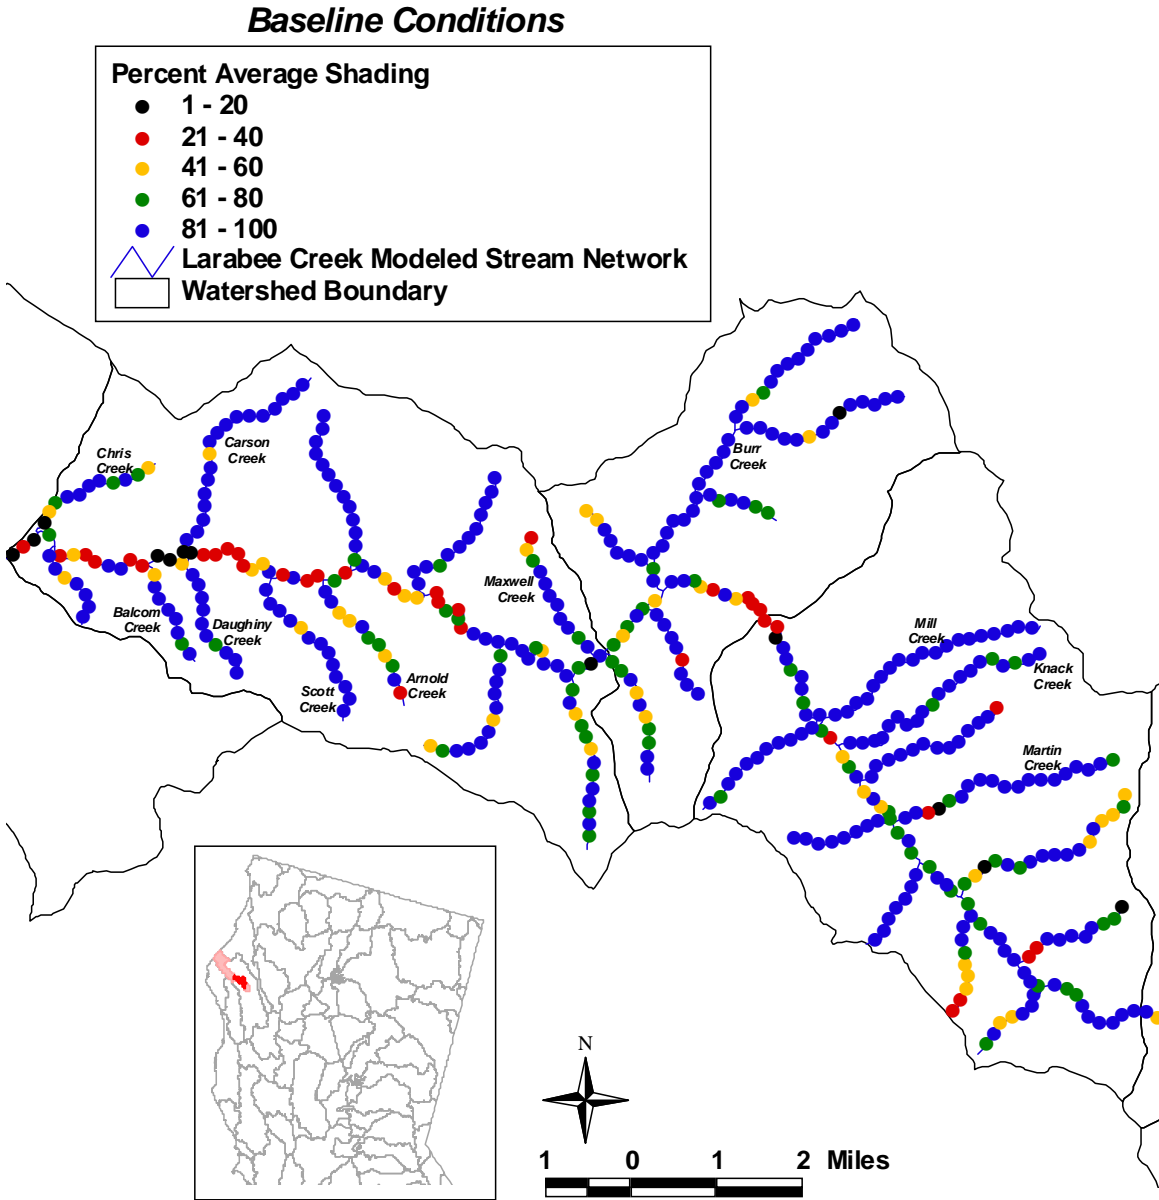 Baseline Conditions
Percent Average Shading
1 - 20
21 - 40
41 - 60
61 - 80
81 - 100
Larabee Creek Modeled Stream Network
Watershed Boundary
Chris
Creek
Carson
Creek
Burr
Creek
Maxwell
Creek
Balcom
Creek
Daughiny
Creek
Scott
Creek
Arnold
Creek
Mill
Creek
Knack
Creek
Martin
Creek
N
1 0 1 2 Miles